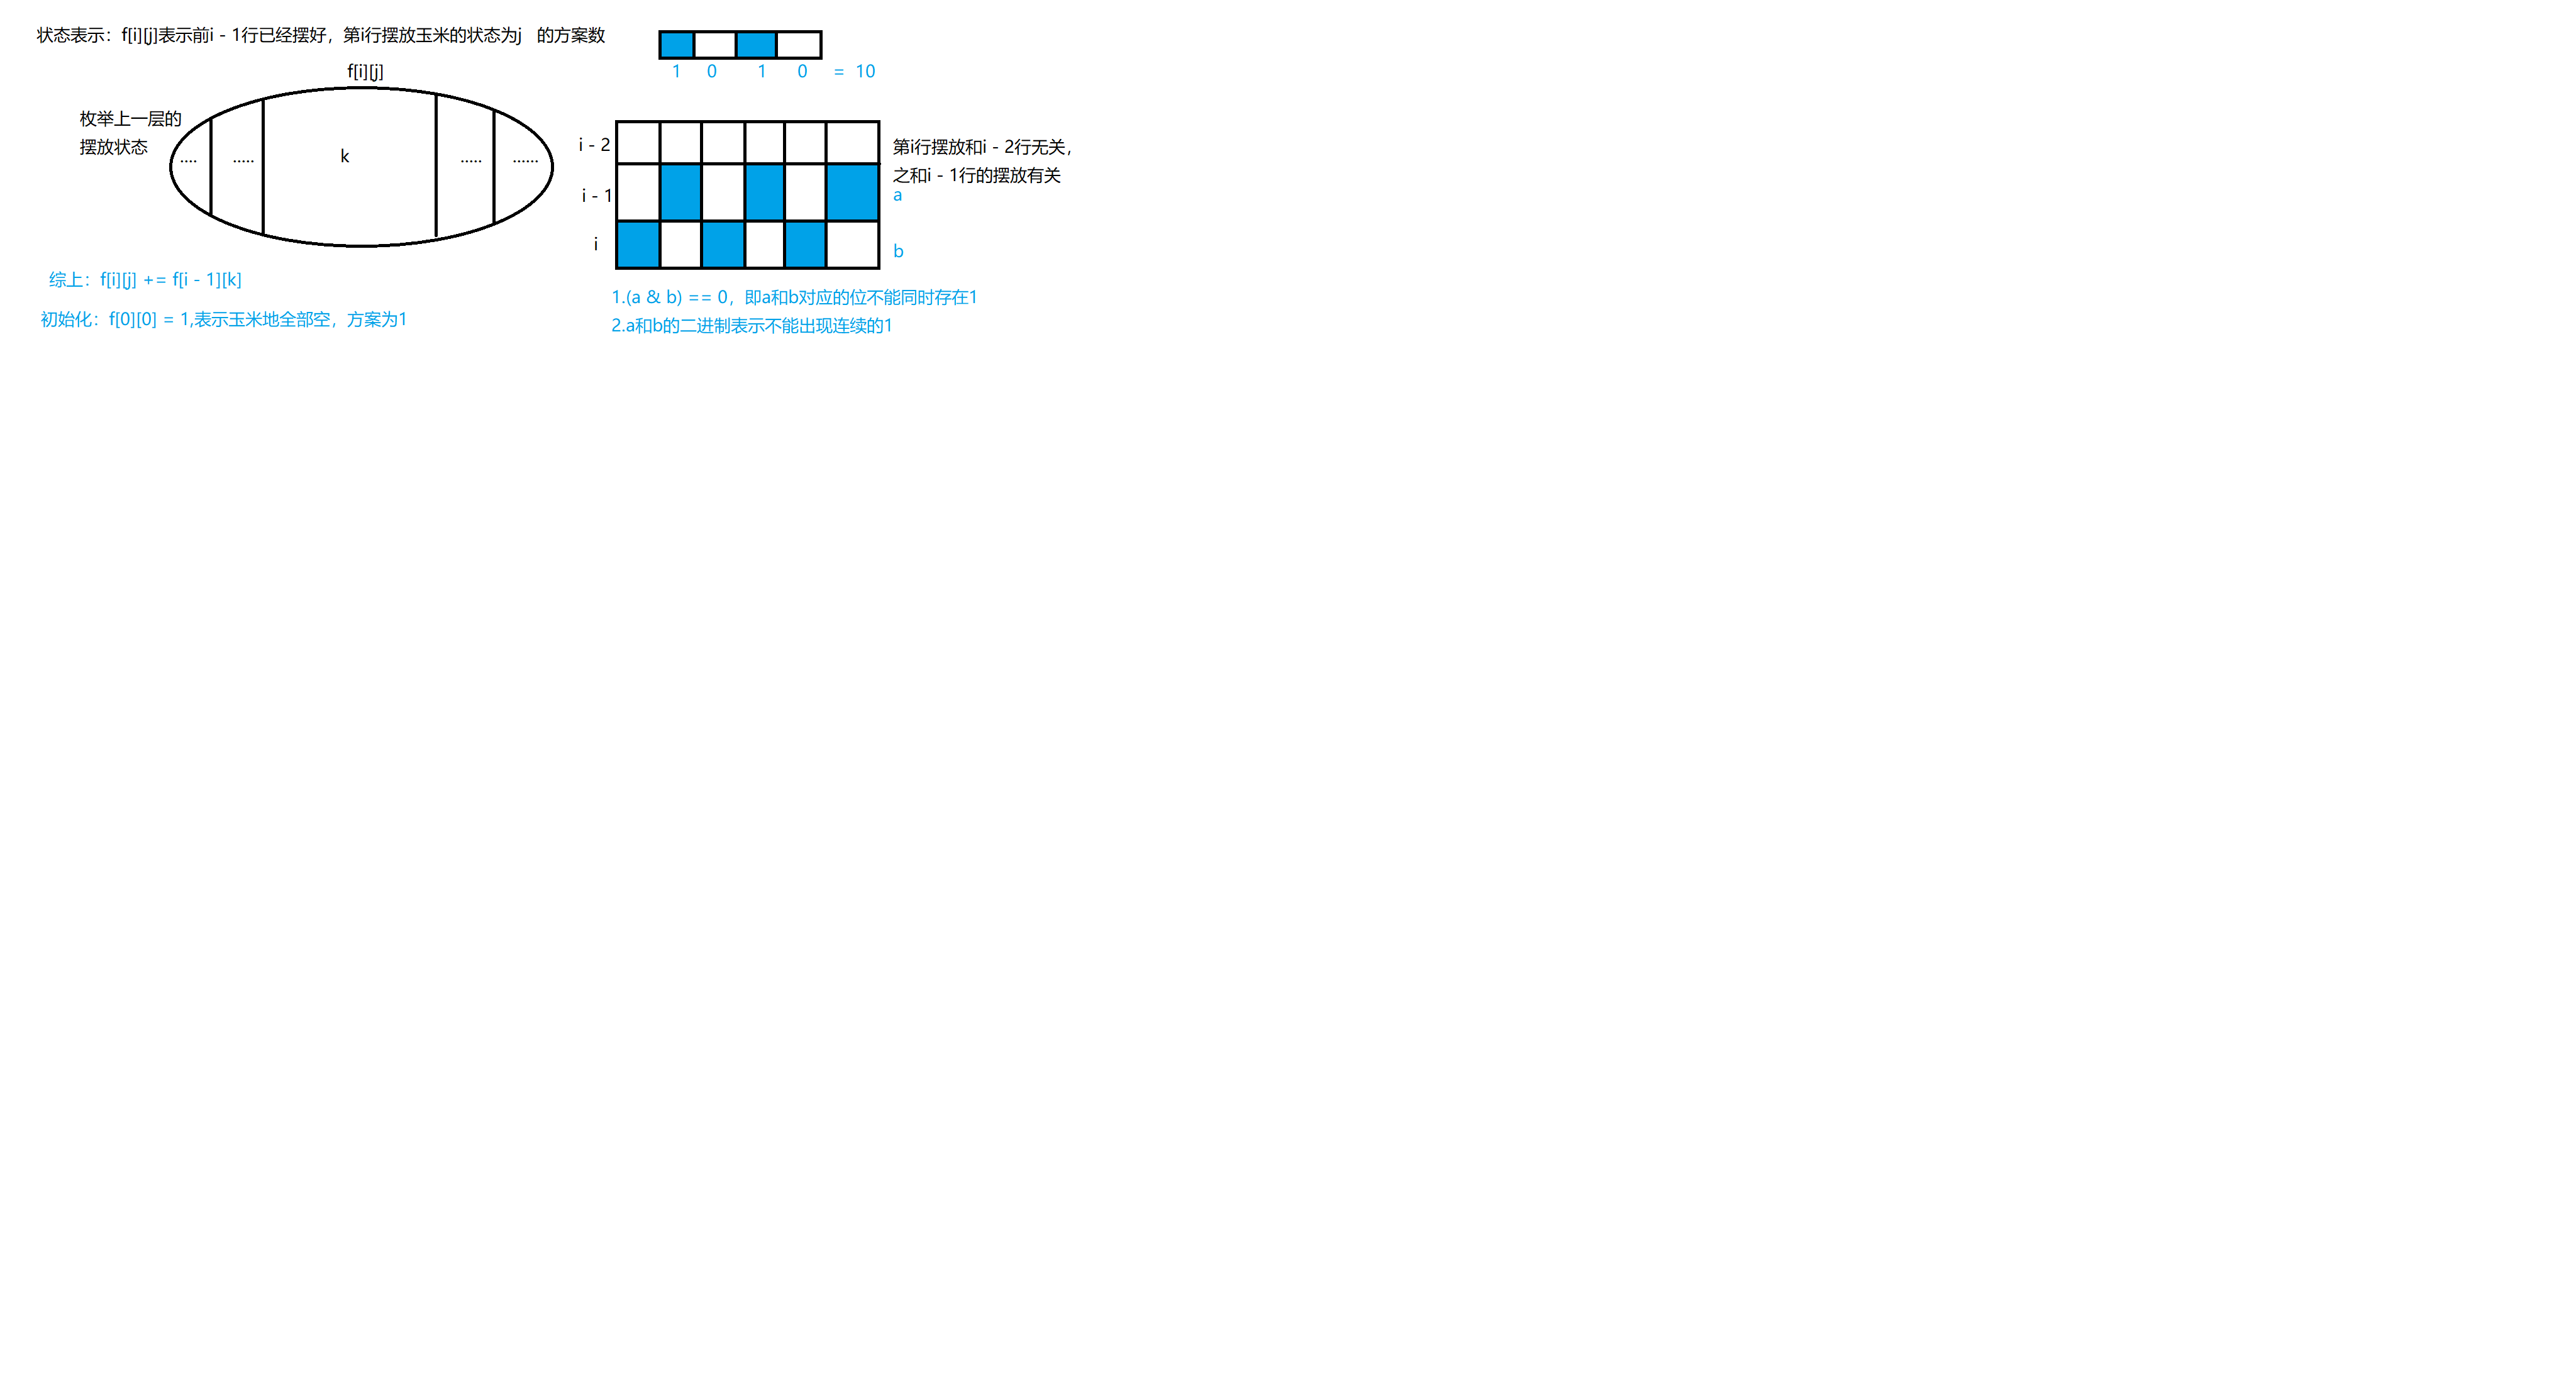 状态表示：f[i][j]表示前i - 1行已经摆好，第i行摆放玉米的状态为j 的方案数
f[i][j]
枚举上一层的
摆放状态
....
.....
k
.....
......
综上：f[i][j] += f[i - 1][k]
初始化：f[0][0] = 1,表示玉米地全部空，方案为1
1 0 1 0 = 10
i - 2
i - 1
i
第i行摆放和i - 2行无关，
之和i - 1行的摆放有关
a
b
1.(a & b) == 0，即a和b对应的位不能同时存在1
2.a和b的二进制表示不能出现连续的1